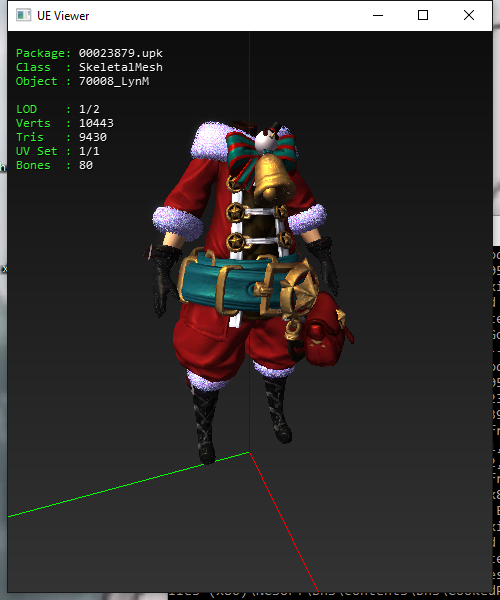 UE Viewer
Package: 00023879.upk
Class : SkeletalMesh
Object : 70008_LynM
LOD : 1/2
Verts : 10443
Tris : 9430
UV Set : 1/1
Bones : 80